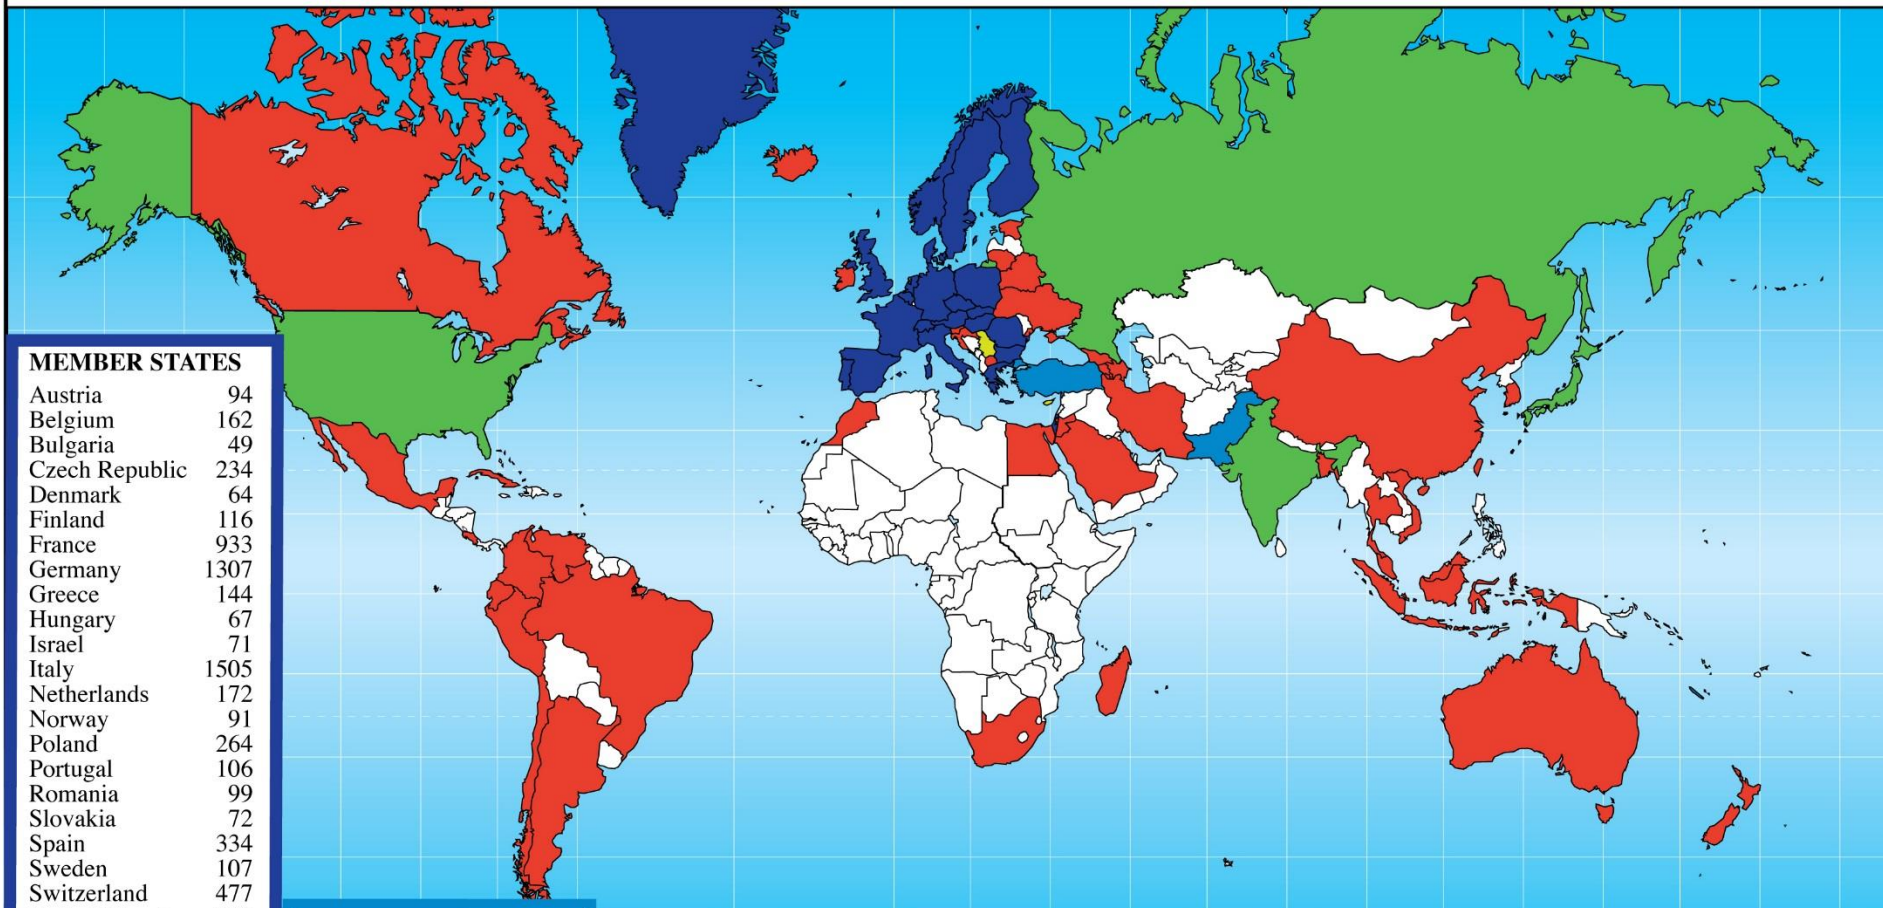 MEMBER STATES
Austria 94
Belgium 162
Bulgaria 49
Czech Republic 234
Denmark 64
Finland 116
France 933
Germany 1307
Greece 144
Hungary 67
Israel 71
Italy 1505
Netherlands 172
Norway 91
Poland 264
Portugal 106
Romania 99
Slovakia 72
Spain 334
Sweden 107
Switzerland 477